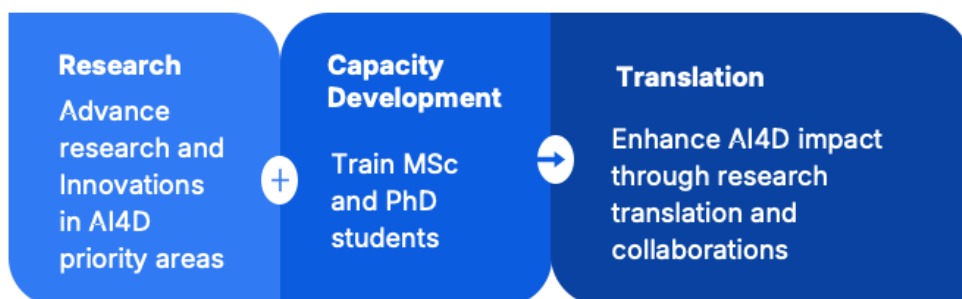 Research
Advance
research and
Innovations
in AI4D
priority areas
+
Capacity
Development
Train MSc
and PhD
students
Translation
Enhance AI4D impact
through research
translation and
collaborations